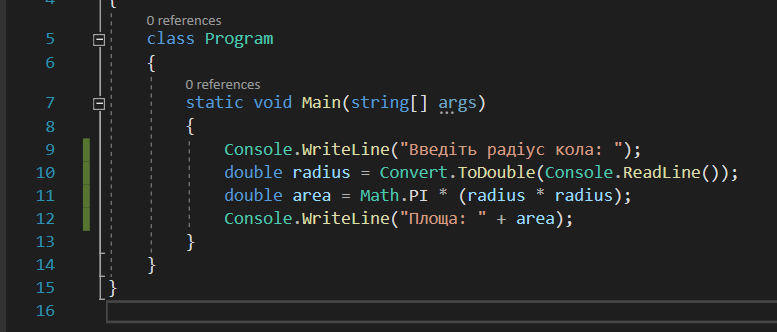 4 {
0 references
5 class Program
6 {
0 references
7 static void Main(string[] args)
8 {
9 Console.WriteLine("Введіть радіус кола: ");
10 double radius = Convert.ToDouble(Console.ReadLine());
11 double area = Math.PI * (radius * radius);
12 Console.WriteLine("Площа: " + area);
13 }
14 }
15 }
16